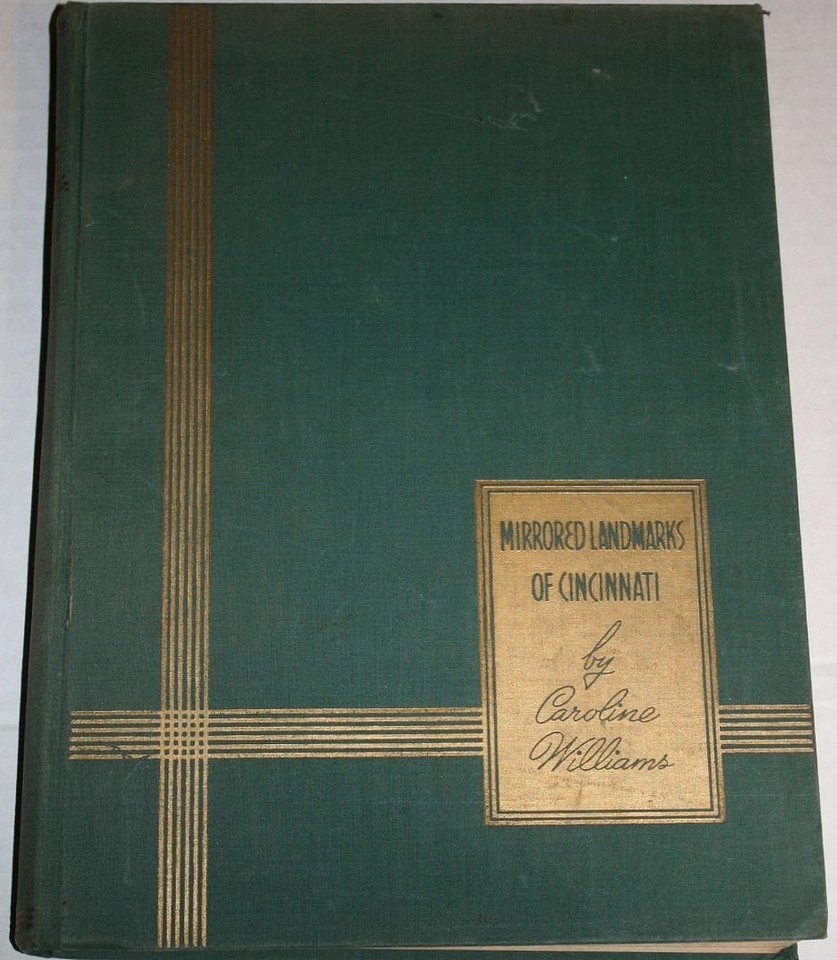 MIRRORED LANDMARKS
OF CINCINNATI
by
Caroline
Williams